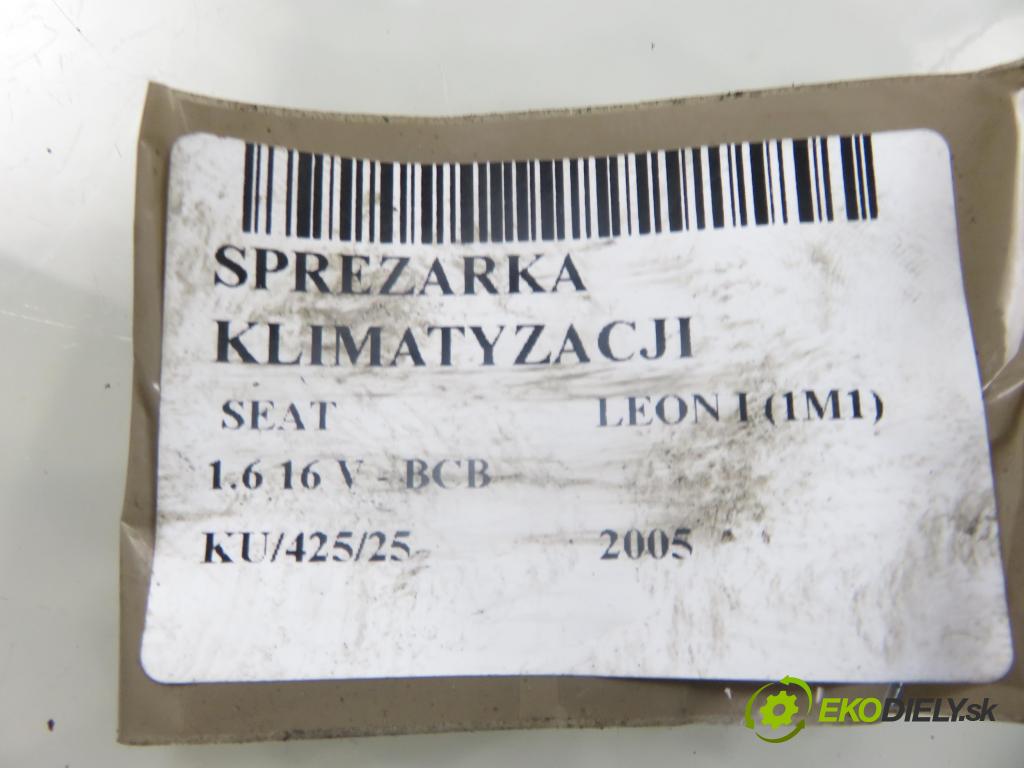 SPREZARKA
KLIMATYZACJI
SEAT LEON I (1M1)
1.6 16 V - BCB
KU/425/25 2005
EKODIELY.sk